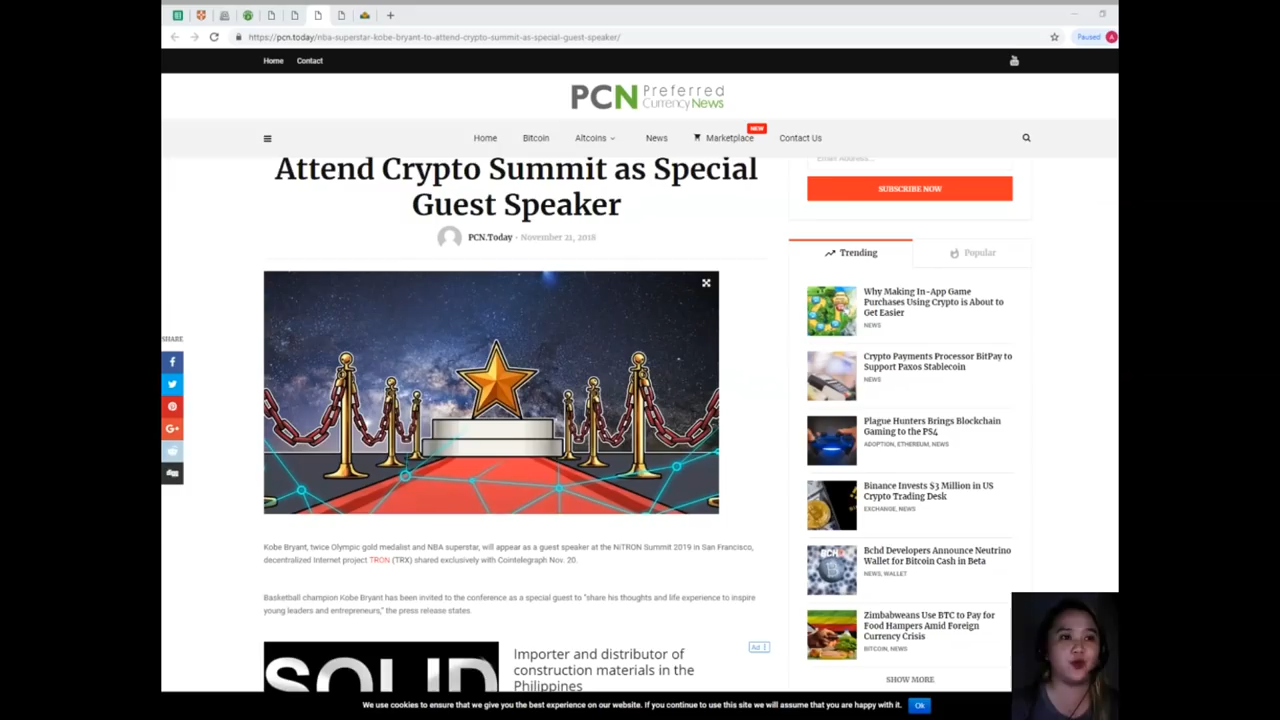 https://pcn.today/nba-superstar-kobe-bryant-to-attend-crypto-summit-as-special-guest-speaker/
Paused
A
Home Contact
PCN Preferred
Currency News
NEW
Home Bitcoin Altcoins News Marketplace Contact Us
Attend Crypto Summit as Special
Guest Speaker
PCN.Today - November 21, 2018
SHARE
Kobe Bryant, twice Olympic gold medalist and NBA superstar, will appear as a guest speaker at the NiTRON Summit 2019 in San Francisco,
decentralized Internet project TRON (TRX) shared exclusively with Cointelegraph Nov. 20.
Basketball champion Kobe Bryant has been invited to the conference as a special guest to "share his thoughts and life experience to inspire
young leaders and entrepreneurs," the press release states.
SOLID
Ad
Importer and distributor of
construction materials in the
Philippines
Email Address...
SUBSCRIBE NOW
Trending Popular
Why Making In-App Game
Purchases Using Crypto is About to
Get Easier
NEWS
Crypto Payments Processor BitPay to
Support Paxos Stablecoin
NEWS
Plague Hunters Brings Blockchain
Gaming to the PS4
ADOPTION, ETHEREUM, NEWS
Binance Invests $3 Million in US
Crypto Trading Desk
EXCHANGE, NEWS
BCHD
Bchd Developers Announce Neutrino
Wallet for Bitcoin Cash in Beta
NEWS, WALLET
Zimbabweans Use BTC to Pay for
Food Hampers Amid Foreign
Currency Crisis
BITCOIN, NEWS
SHOW MORE
We use cookies to ensure that we give you the best experience on our website. If you continue to use this site we will assume that you are happy with it.
Ok